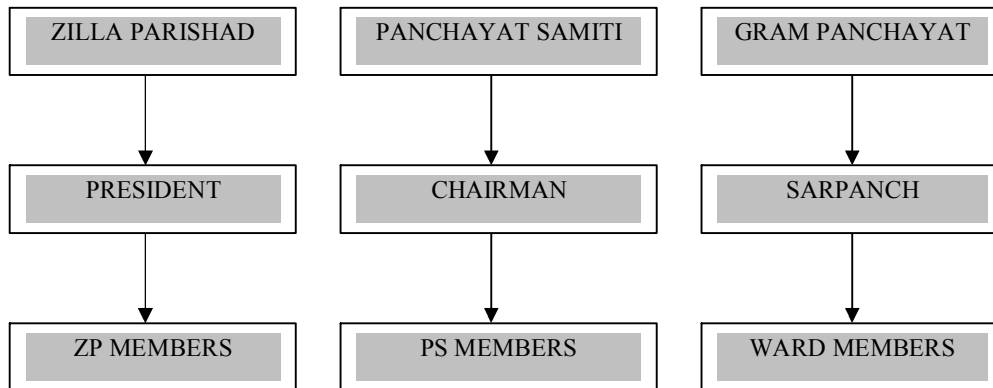 ZILLA PARISHAD
PANCHAYAT SAMITI
GRAM PANCHAYAT
PRESIDENT
CHAIRMAN
SARPANCH
ZP MEMBERS
PS MEMBERS
WARD MEMBERS